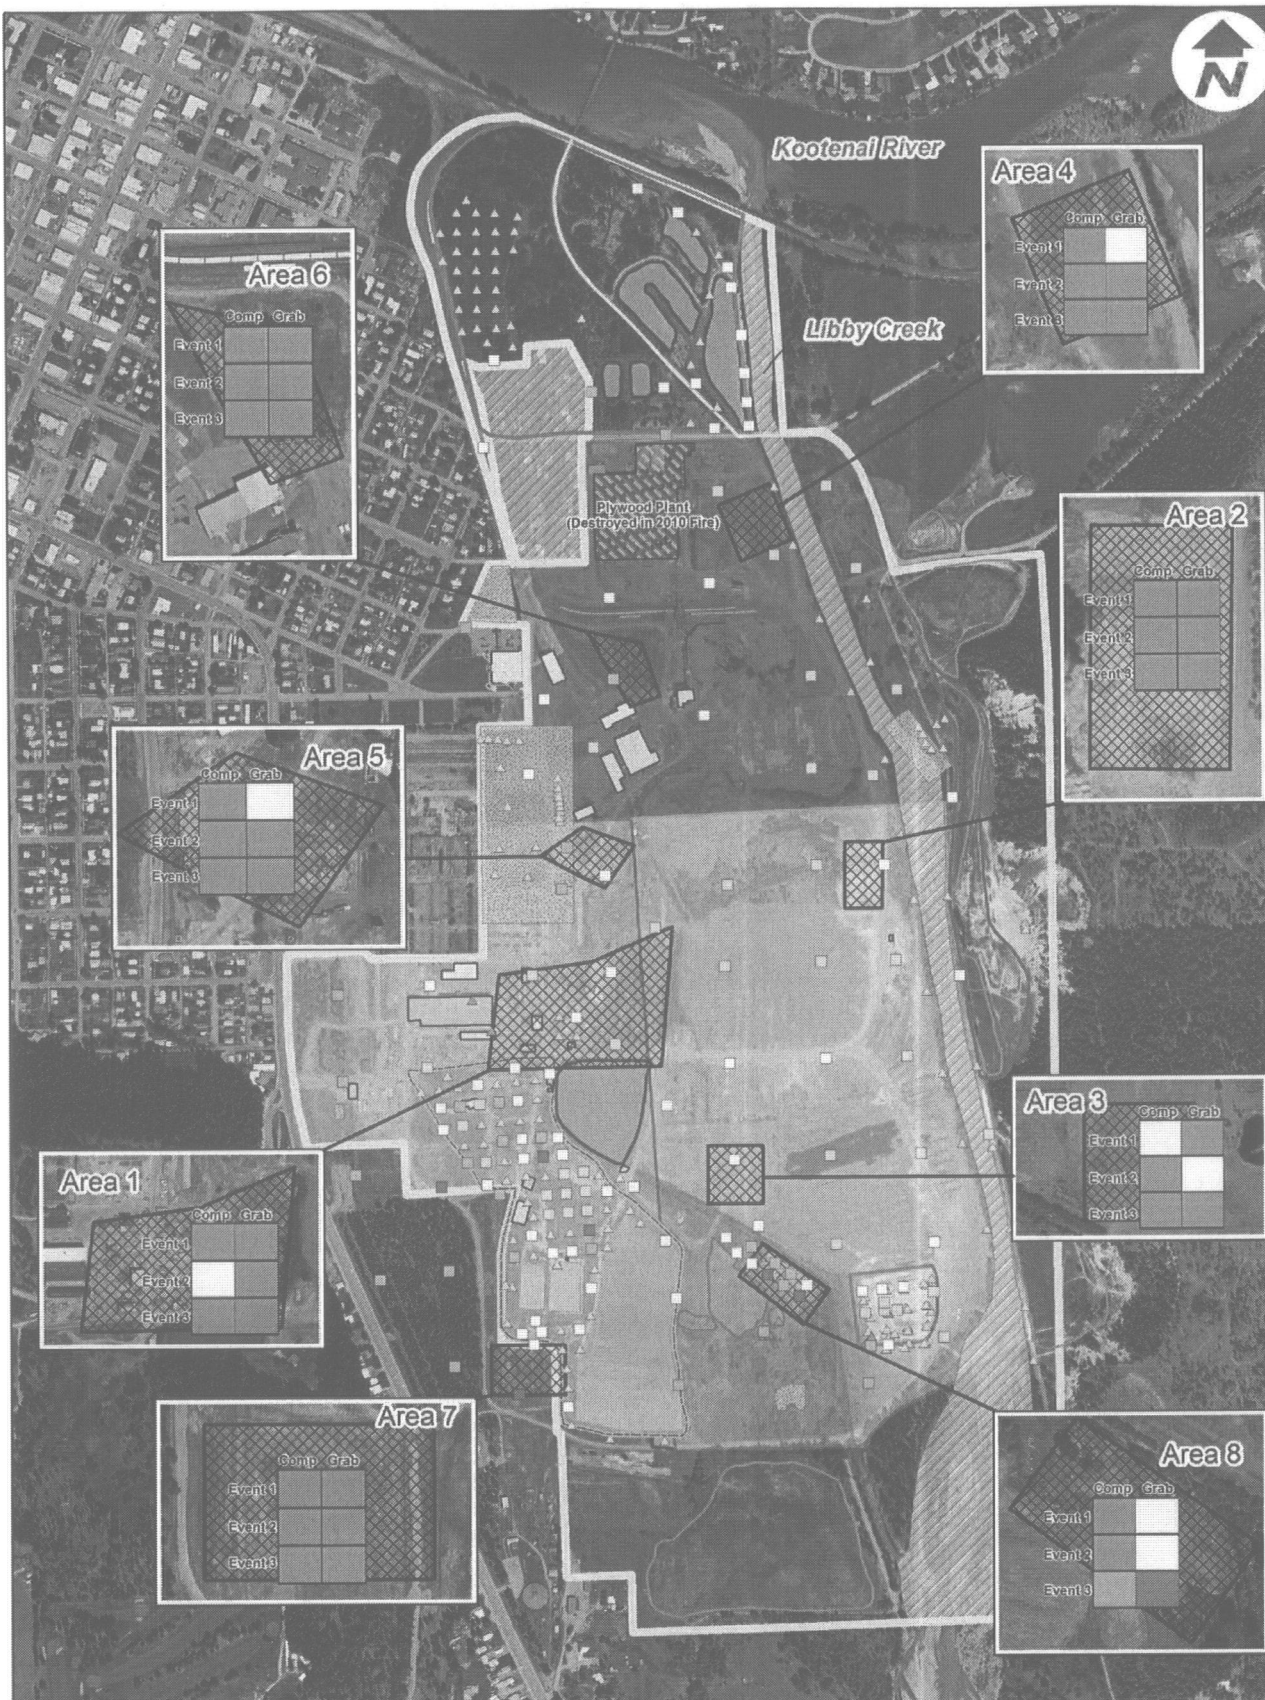 N
Kootenai River
Area 4
Comp Grab
Event 1
Event 2
Event 3
Area 6
Comp Grab
Event 1
Event 2
Event 3
Libby Creek
Plywood Plant
(Destroyed in 2010 Fire)
Area 2
Comp Grab
Event 1
Event 2
Event 3
Area 5
Comp Grab
Event 1
Event 2
Event 3
Area 3
Comp Grab
Event 1
Event 2
Event 3
Area 1
Comp Grab
Event 1
Event 2
Event 3
Area 7
Comp Grab
Event 1
Event 2
Event 3
Area 8
Comp Grab
Event 1
Event 2
Event 3